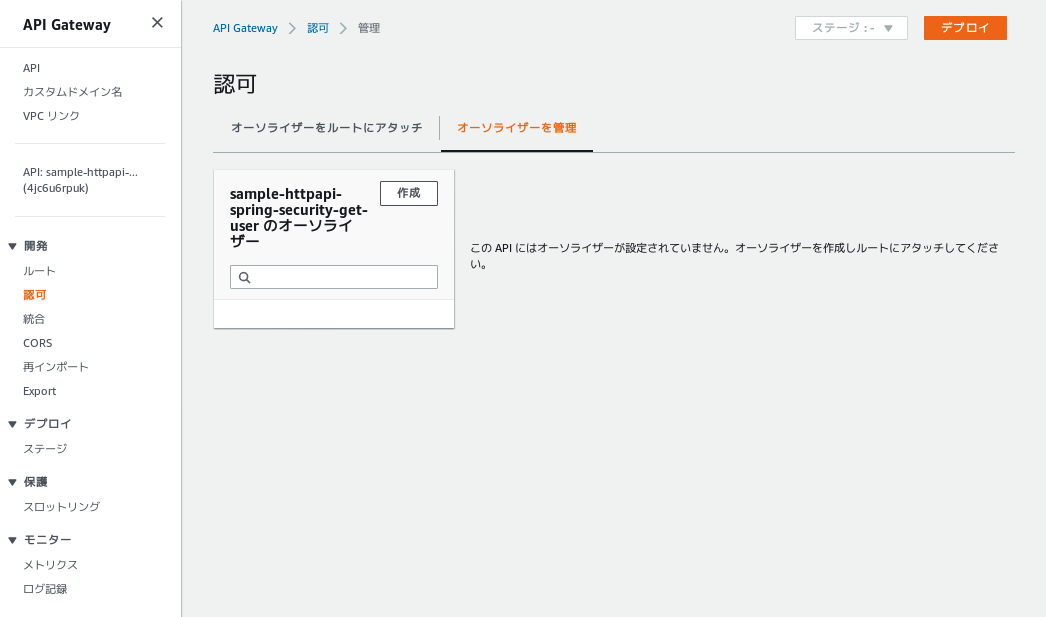 API Gateway
API
カスタムドメイン名
VPC リンク
API: sample-httpapi-...
(4jc6u6rpuk)
開発
ルート
認可
統合
CORS
再インポート
Export
デプロイ
ステージ
保護
スロットリング
モニター
メトリクス
ログ記録
API Gateway 認可 管理
ステージ : -
デプロイ
認可
オーソライザーをルートにアタッチ
オーソライザーを管理
sample-httpapi-
spring-security-get-
user のオーソライ
ザー
作成
この API にはオーソライザーが設定されていません。オーソライザーを作成しルートにアタッチしてくださ
い。